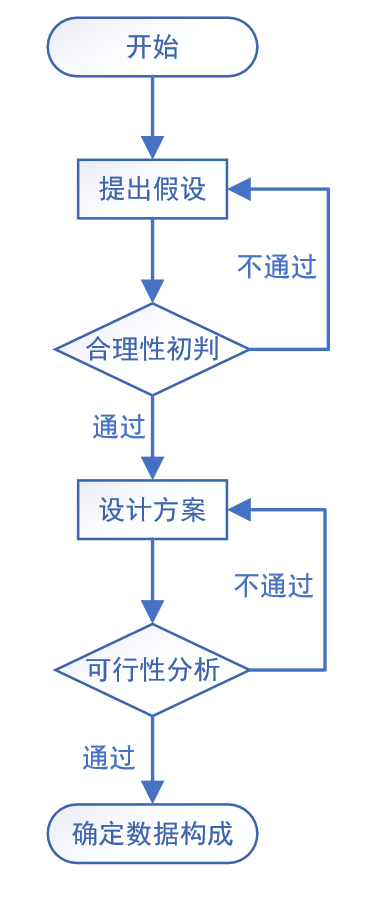 开始
提出假设
不通过
合理性初判
通过
设计方案
不通过
可行性分析
通过
确定数据构成